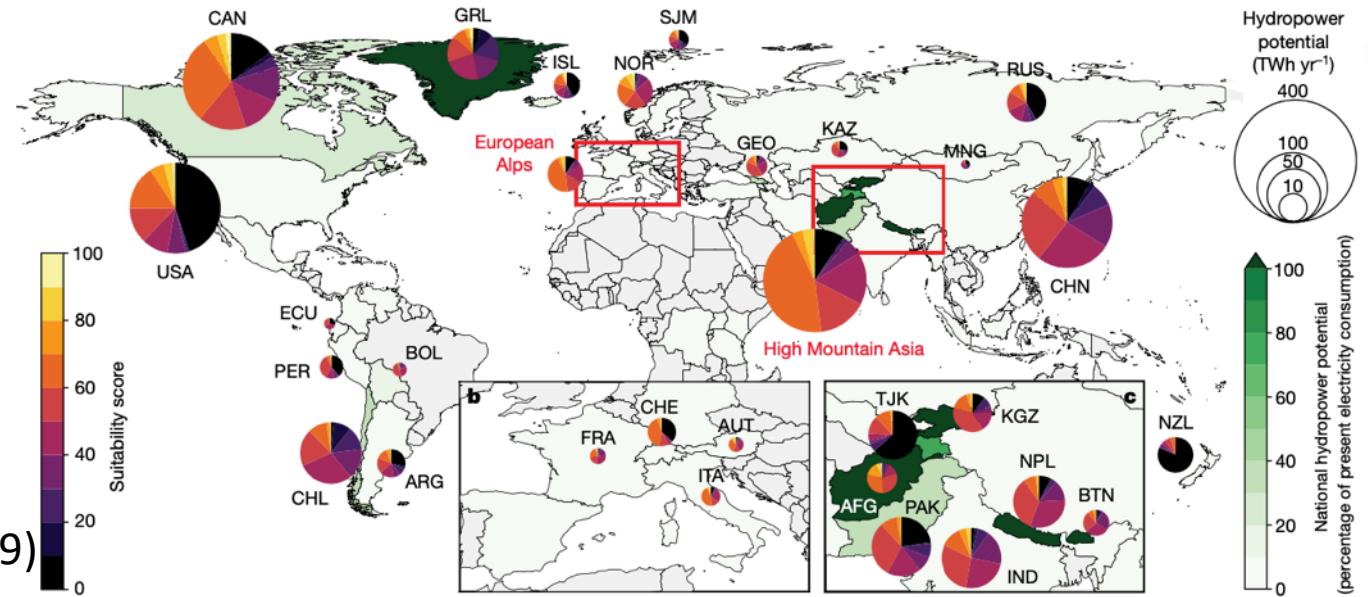 CAN
GRL
SJM
ISL
NOR
RUS
Hydropower
potential
(TWh yr⁻¹)
400
100
50
10
European
Alps
GEO
KAZ
MNG
USA
CHN
High Mountain Asia
ECU
PER
BOL
CHL
ARG
NZL
100
80
60
40
20
0
Suitability score
9)
b
FRA
CHE
AUT
ITA
c
TJK
KGZ
AFG
PAK
NPL
BTN
IND
100
80
60
40
20
0
National hydropower potential
(percentage of present electricity consumption)